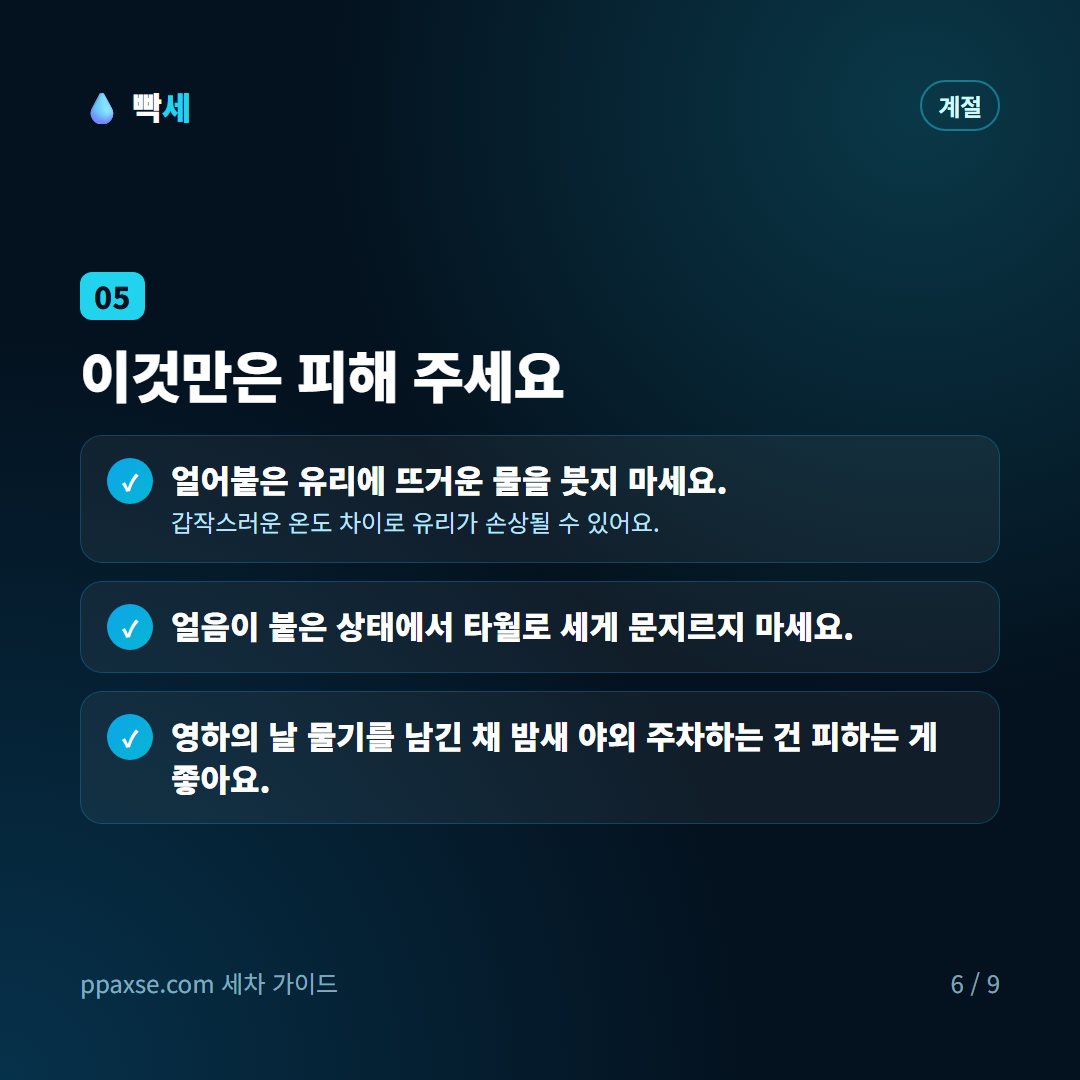 빡세
계절
05
이것만은 피해 주세요
✓ 얼어붙은 유리에 뜨거운 물을 붓지 마세요.
갑작스러운 온도 차이로 유리가 손상될 수 있어요.
✓ 얼음이 붙은 상태에서 타월로 세게 문지르지 마세요.
✓ 영하의 날 물기를 남긴 채 밤새 야외 주차하는 건 피하는 게
좋아요.
ppaxse.com 세차 가이드
6 / 9